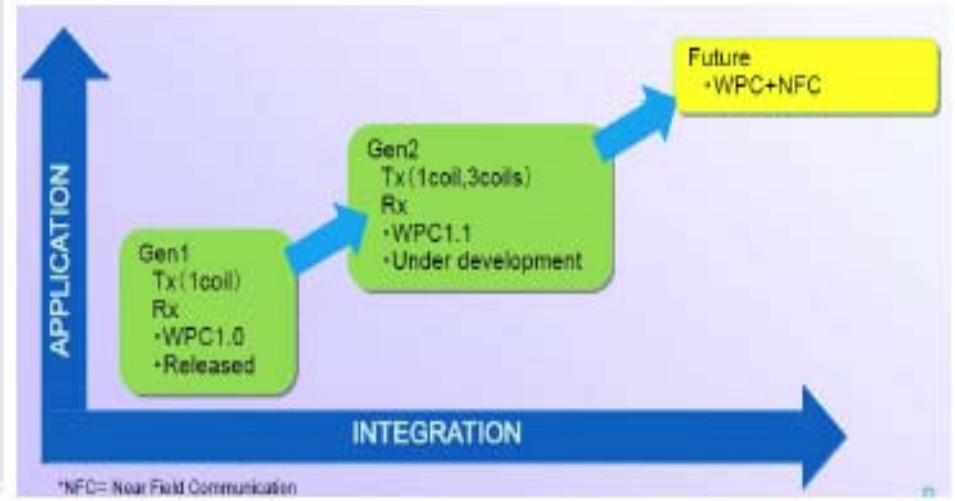 Future
・WPC+NFC
Gen2
Tx(1coil,3coils)
Rx
・WPC1.1
・Under development
Gen1
Tx(1coil)
Rx
・WPC1.0
・Released
APPLICATION
INTEGRATION
*NFC= Near Field Communication